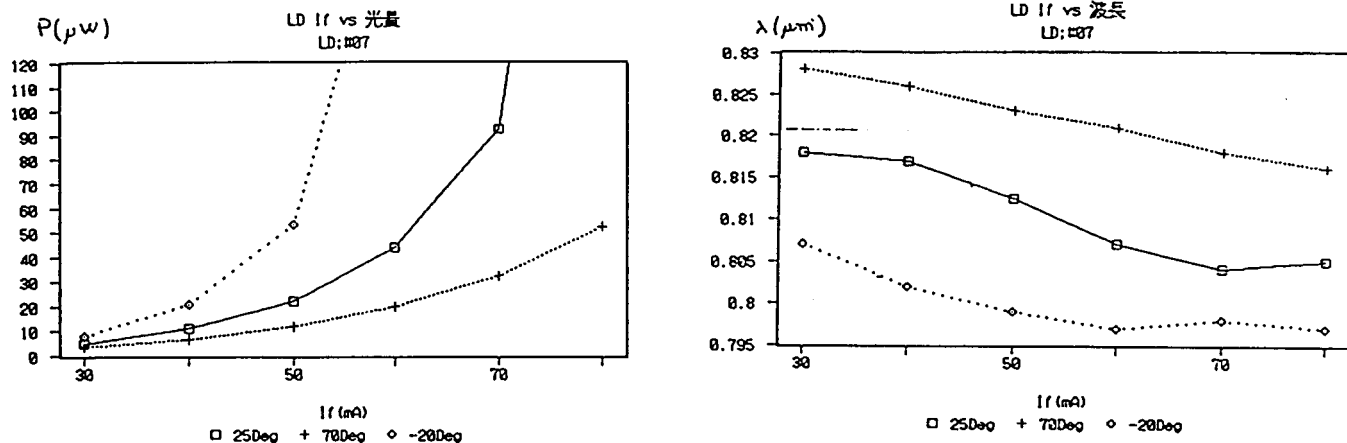 P(μW)
LD If vs 光量
LD:#07
120
110
100
90
80
70
60
50
40
30
20
10
0
30
50
70
If(mA)
□ 25Deg + 70Deg ◇ -20Deg
λ(μm)
LD If vs 波長
LD:#07
0.83
0.825
0.82
0.815
0.81
0.805
0.8
0.795
30
50
70
If(mA)
□ 25Deg + 70Deg ◇ -20Deg